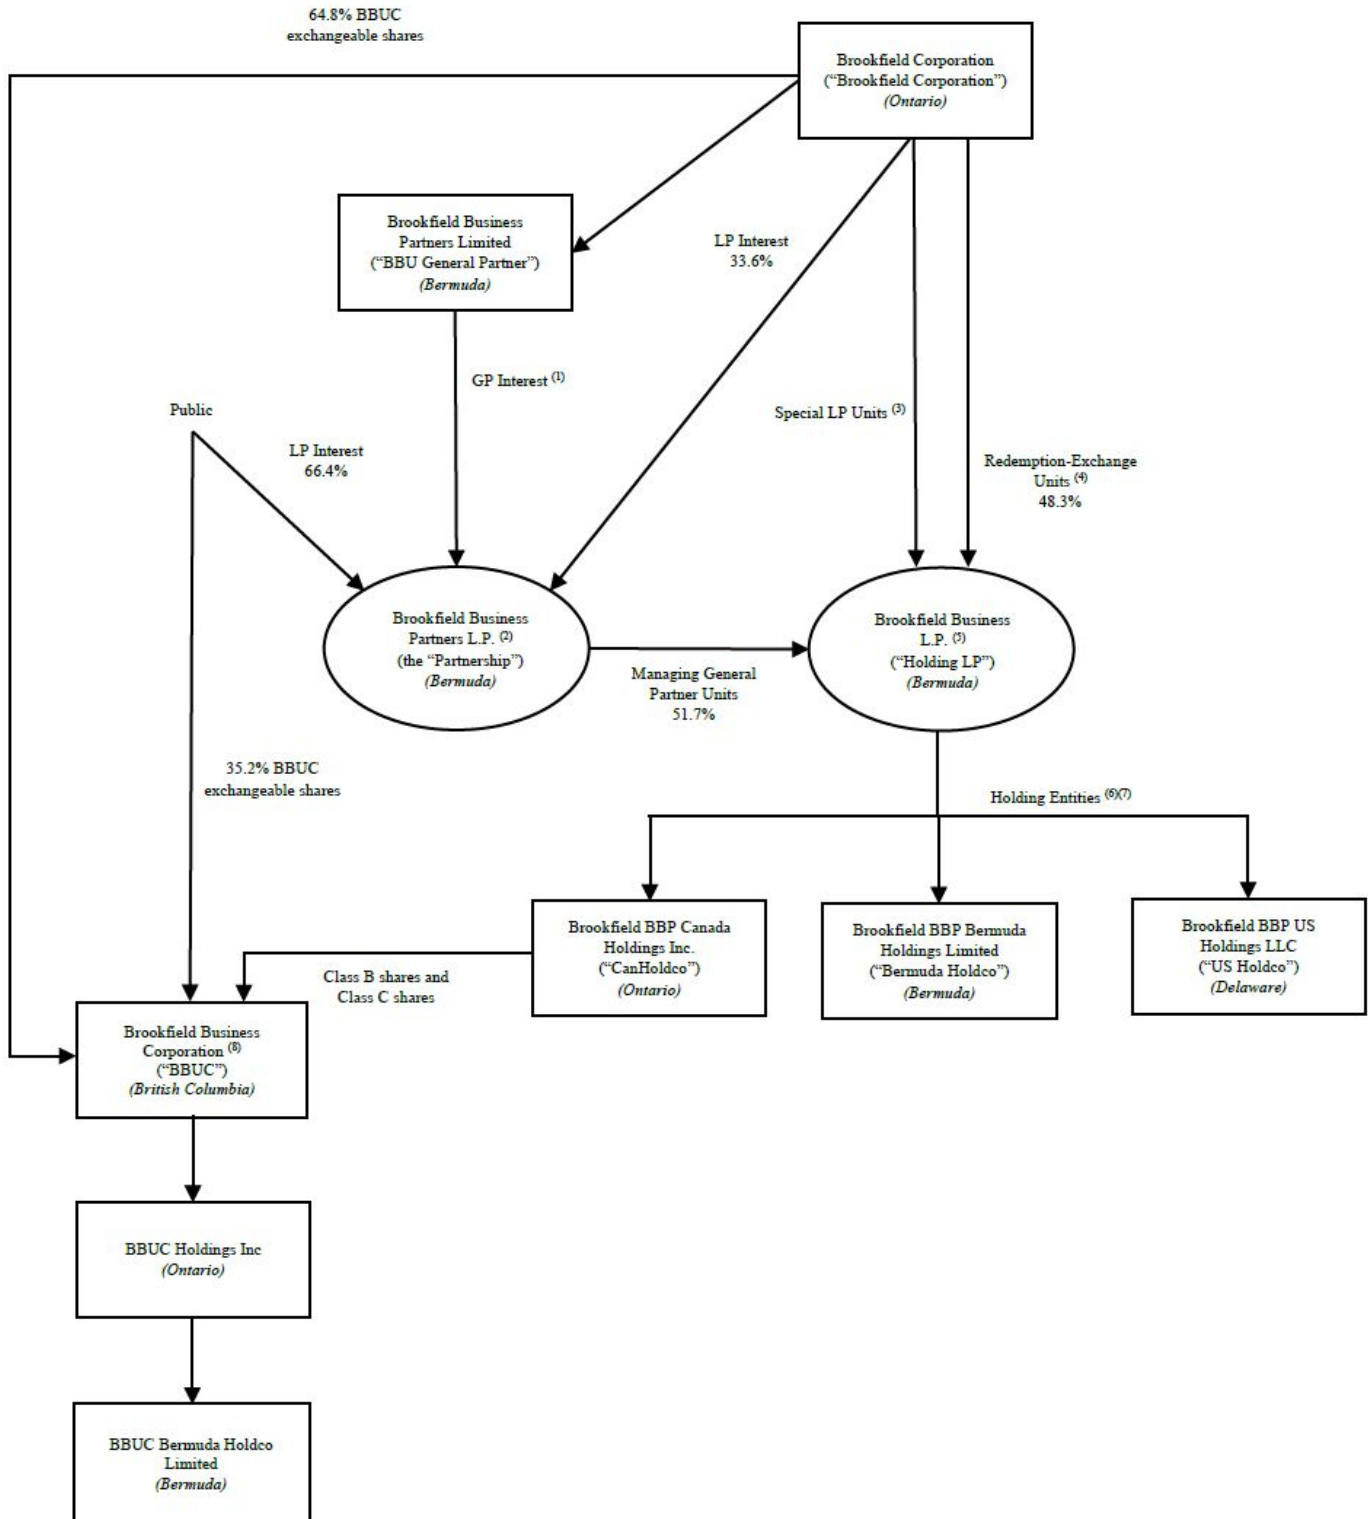 64.8% BBUC
exchangeable shares
Brookfield Corporation
(“Brookfield Corporation”)
(Ontario)
Brookfield Business
Partners Limited
(“BBU General Partner”)
(Bermuda)
LP Interest
33.6%
GP Interest (1)
Public
LP Interest
66.4%
Special LP Units (3)
Redemption-Exchange
Units (4)
48.3%
Brookfield Business
Partners L.P. (2)
(the “Partnership”)
(Bermuda)
Managing General
Partner Units
51.7%
Brookfield Business
L.P. (5)
(“Holding LP”)
(Bermuda)
35.2% BBUC
exchangeable shares
Holding Entities (6)(7)
Brookfield BBP Canada
Holdings Inc.
(“CanHoldco”)
(Ontario)
Brookfield BBP Bermuda
Holdings Limited
(“Bermuda Holdco”)
(Bermuda)
Brookfield BBP US
Holdings LLC
(“US Holdco”)
(Delaware)
Class B shares and
Class C shares
Brookfield Business
Corporation (8)
(“BBUC”)
(British Columbia)
BBUC Holdings Inc
(Ontario)
BBUC Bermuda Holdco
Limited
(Bermuda)